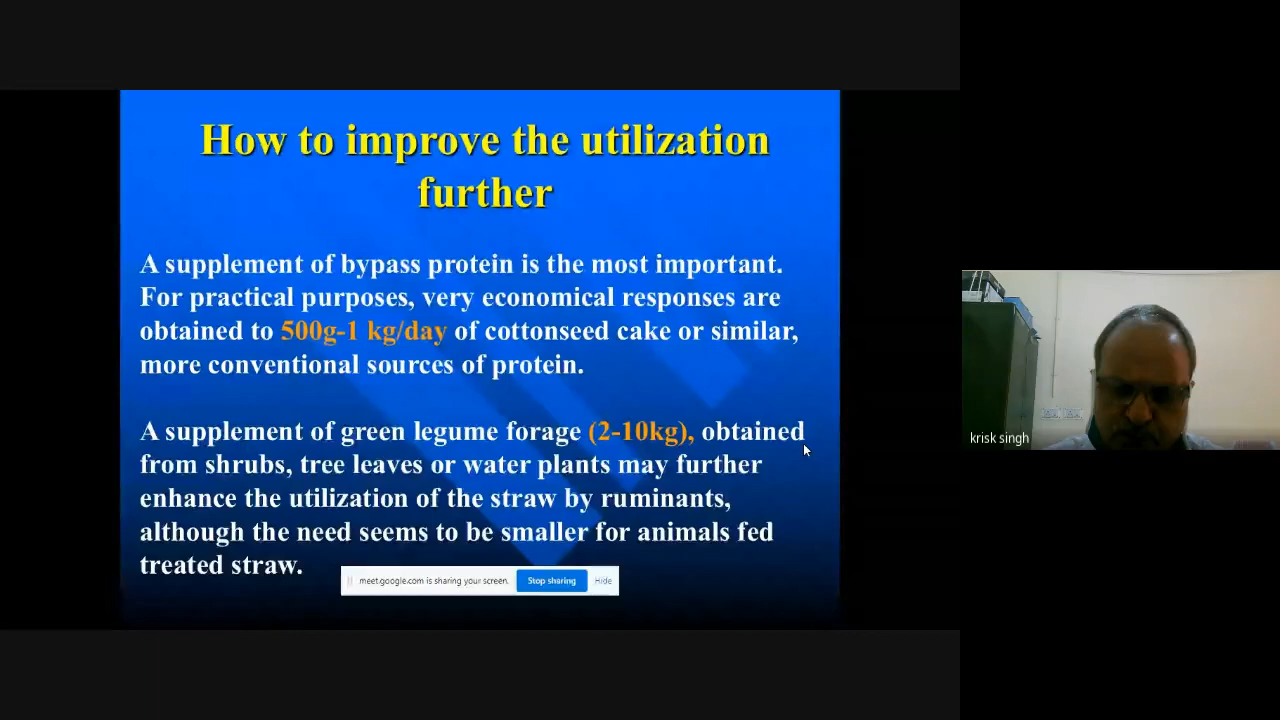 How to improve the utilization
further
A supplement of bypass protein is the most important.
For practical purposes, very economical responses are
obtained to 500g-1 kg/day of cottonseed cake or similar,
more conventional sources of protein.
A supplement of green legume forage (2-10kg), obtained
from shrubs, tree leaves or water plants may further
enhance the utilization of the straw by ruminants,
although the need seems to be smaller for animals fed
treated straw.
meet.google.com is sharing your screen. Stop sharing Hide
krisk singh